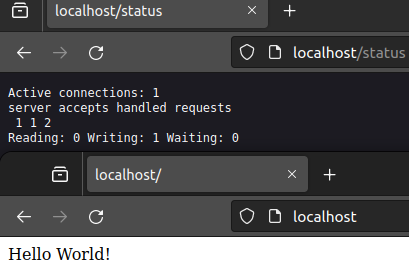 localhost/status
localhost/status
Active connections: 1
server accepts handled requests
 1 1 2
Reading: 0 Writing: 1 Waiting: 0
localhost/
localhost
Hello World!